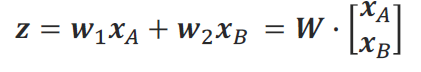 z = w₁x_A + w₂x_B = W · [x_A x_B]